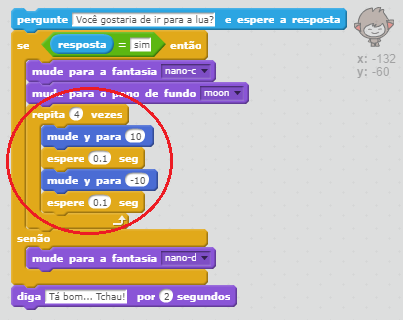 pergunte Você gostaria de ir para a lua? e espere a resposta
se resposta = sim então
mude para a fantasia nano-c
mude para o pano de fundo moon
repita 4 vezes
mude y para 10
espere 0.1 seg
mude y para -10
espere 0.1 seg
senão
mude para a fantasia nano-d
diga Tá bom... Tchau! por 2 segundos
x: -132
y: -60